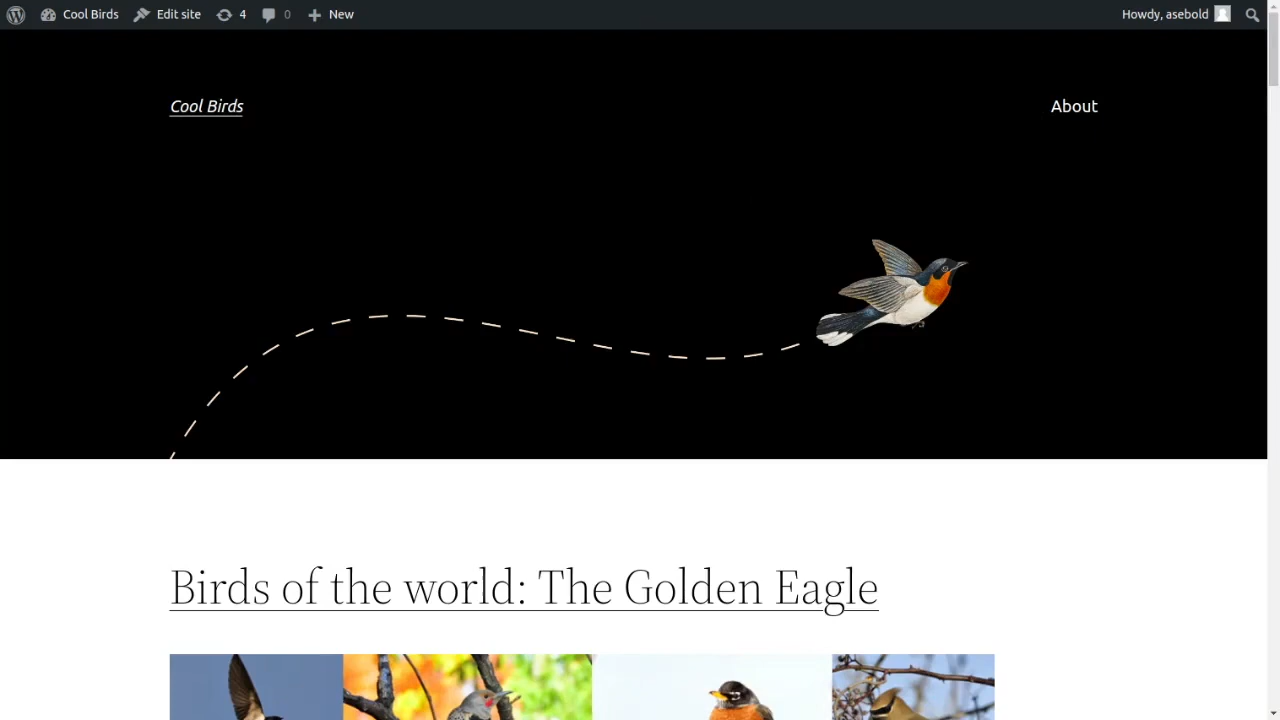 Cool Birds Edit site 4 0 New Howdy, asebold
Cool Birds About
Birds of the world: The Golden Eagle